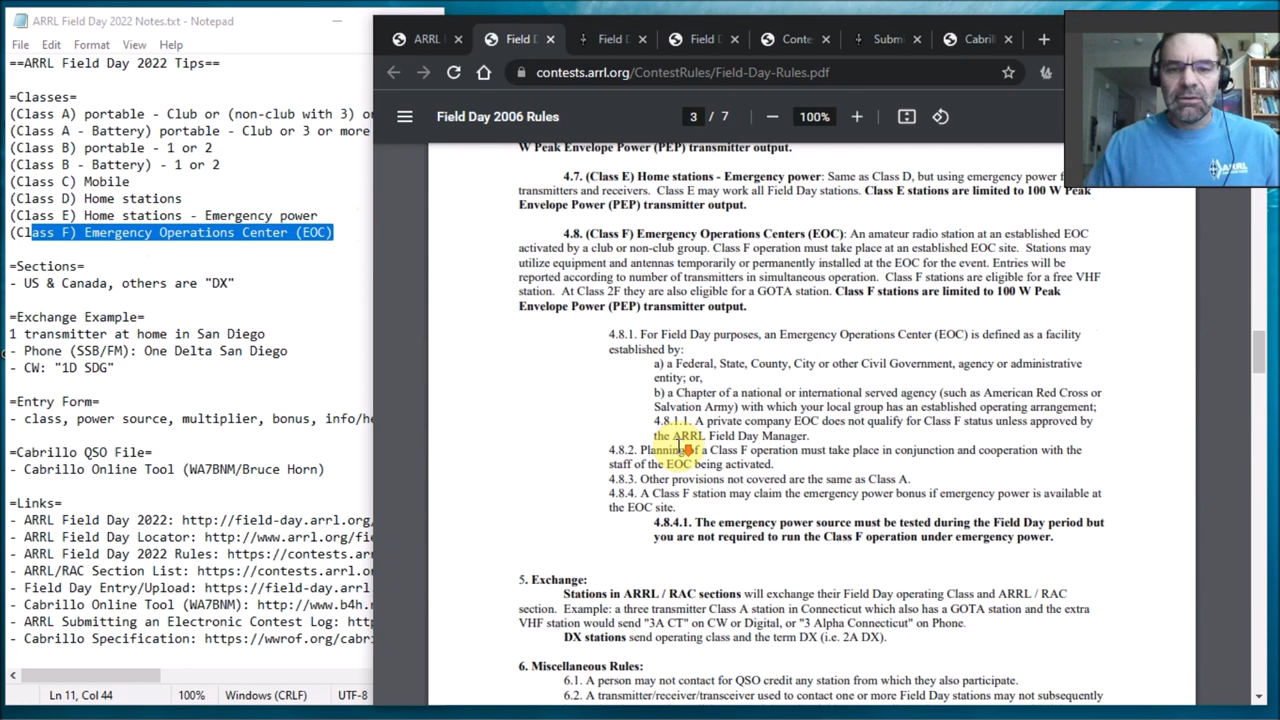 ARRL Field Day 2022 Notes.txt - Notepad
File Edit Format View Help
==ARRL Field Day 2022 Tips==
=Classes=
(Class A) portable - Club or (non-club with 3) or
(Class A - Battery) portable - Club or 3 or more
(Class B) portable - 1 or 2
(Class B - Battery) - 1 or 2
(Class C) Mobile
(Class D) Home stations
(Class E) Home stations - Emergency power
(Class F) Emergency Operations Center (EOC)
=Sections=
- US & Canada, others are "DX"
=Exchange Example=
1 transmitter at home in San Diego
- Phone (SSB/FM): One Delta San Diego
- CW: "1D SDG"
=Entry Form=
- class, power source, multiplier, bonus, info/he
=Cabrillo QSO File=
- Cabrillo Online Tool (WA7BNM/Bruce Horn)
=Links=
- ARRL Field Day 2022: http://field-day.arrl.org/
- ARRL Field Day Locator: http://www.arrl.org/fie
- ARRL Field Day 2022 Rules: https://contests.arr
- ARRL/RAC Section List: https://contests.arrl.or
- Field Day Entry/Upload: https://field-day.arrl
- Cabrillo Online Tool (WA7BNM): http://www.b4h.n
- ARRL Submitting an Electronic Contest Log: http
- Cabrillo Specification: https://wwrof.org/cabri
Ln 11, Col 44 100% Windows (CRLF) UTF-8
ARRL Field D Field D Field D Conte Submi Cabrill
contests.arrl.org/ContestRules/Field-Day-Rules.pdf
Field Day 2006 Rules 3 / 7 100%
W Peak Envelope Power (PEP) transmitter output.
4.7. (Class E) Home stations - Emergency power: Same as Class D, but using emergency power f
transmitters and receivers. Class E may work all Field Day stations. Class E stations are limited to 100 W Peak
Envelope Power (PEP) transmitter output.
4.8. (Class F) Emergency Operations Centers (EOC): An amateur radio station at an established EOC
activated by a club or non-club group. Class F operation must take place at an established EOC site. Stations may
utilize equipment and antennas temporarily or permanently installed at the EOC for the event. Entries will be
reported according to number of transmitters in simultaneous operation. Class F stations are eligible for a free VHF
station. At Class 2F they are also eligible for a GOTA station. Class F stations are limited to 100 W Peak
Envelope Power (PEP) transmitter output.
4.8.1. For Field Day purposes, an Emergency Operations Center (EOC) is defined as a facility
established by:
a) a Federal, State, County, City or other Civil Government, agency or administrative
entity; or,
b) a Chapter of a national or international served agency (such as American Red Cross or
Salvation Army) with which your local group has an established operating arrangement;
4.8.1.1. A private company EOC does not qualify for Class F status unless approved by
the ARRL Field Day Manager.
4.8.2. Planning of a Class F operation must take place in conjunction and cooperation with the
staff of the EOC being activated.
4.8.3. Other provisions not covered are the same as Class A.
4.8.4. A Class F station may claim the emergency power bonus if emergency power is available at
the EOC site.
4.8.4.1. The emergency power source must be tested during the Field Day period but
you are not required to run the Class F operation under emergency power.
5. Exchange:
Stations in ARRL / RAC sections will exchange their Field Day operating Class and ARRL / RAC
section. Example: a three transmitter Class A station in Connecticut which also has a GOTA station and the extra
VHF station would send "3A CT" on CW or Digital, or "3 Alpha Connecticut" on Phone.
DX stations send operating class and the term DX (i.e. 2A DX).
6. Miscellaneous Rules:
6.1. A person may not contact for QSO credit any station from which they also participate.
6.2. A transmitter/receiver/transceiver used to contact one or more Field Day stations may not subsequently
ARRL